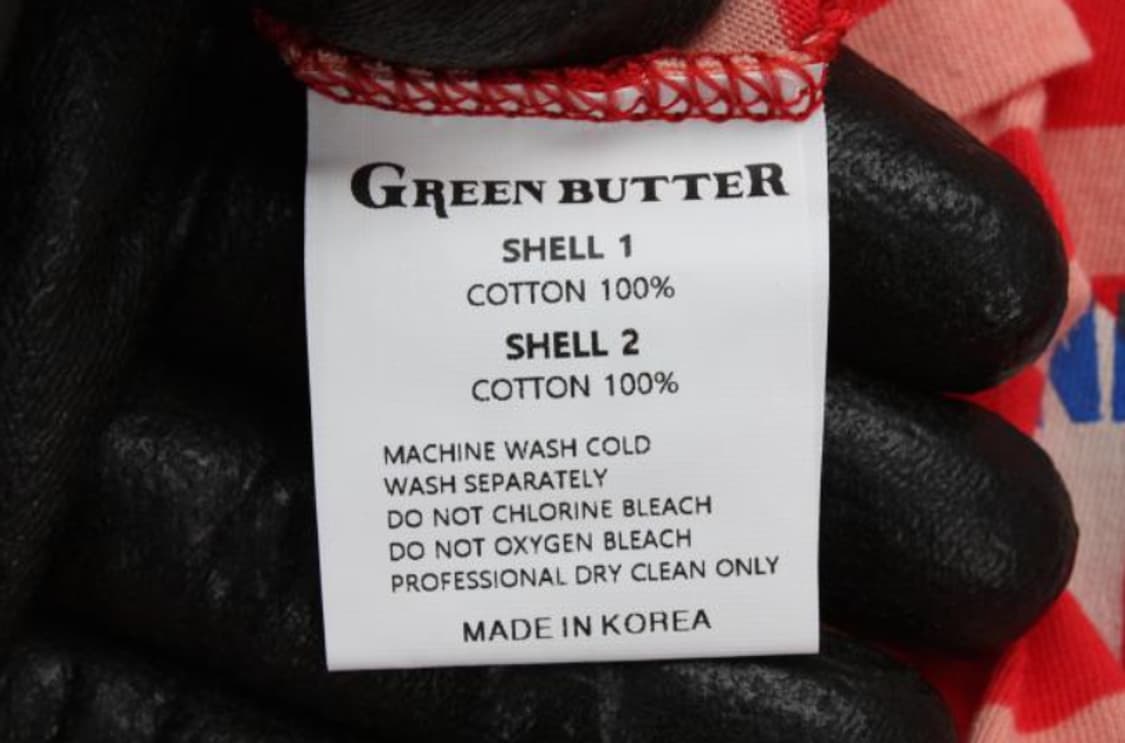 GREEN BUTTER
SHELL 1
COTTON 100%
SHELL 2
COTTON 100%
MACHINE WASH COLD
WASH SEPARATELY
DO NOT CHLORINE BLEACH
DO NOT OXYGEN BLEACH
PROFESSIONAL DRY CLEAN ONLY
MADE IN KOREA